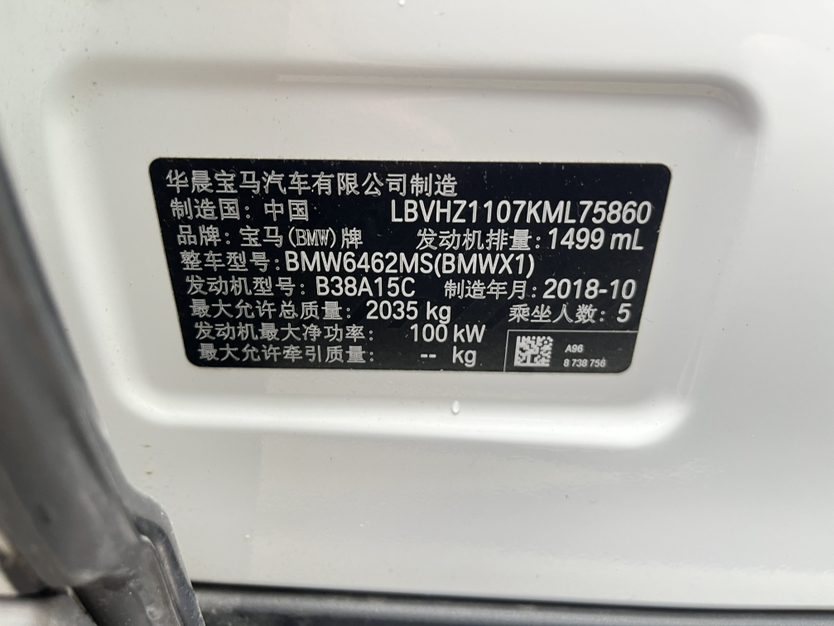 华晨宝马汽车有限公司制造
制造国: 中国 LBVHZ1107KML75860
品牌: 宝马(BMW)牌 发动机排量: 1499 mL
整车型号: BMW6462MS(BMWX1)
发动机型号: B38A15C 制造年月: 2018-10
最大允许总质量: 2035 kg 乘坐人数: 5
发动机最大净功率: 100 kW
最大允许牵引质量: -- kg
A96
8 738 756